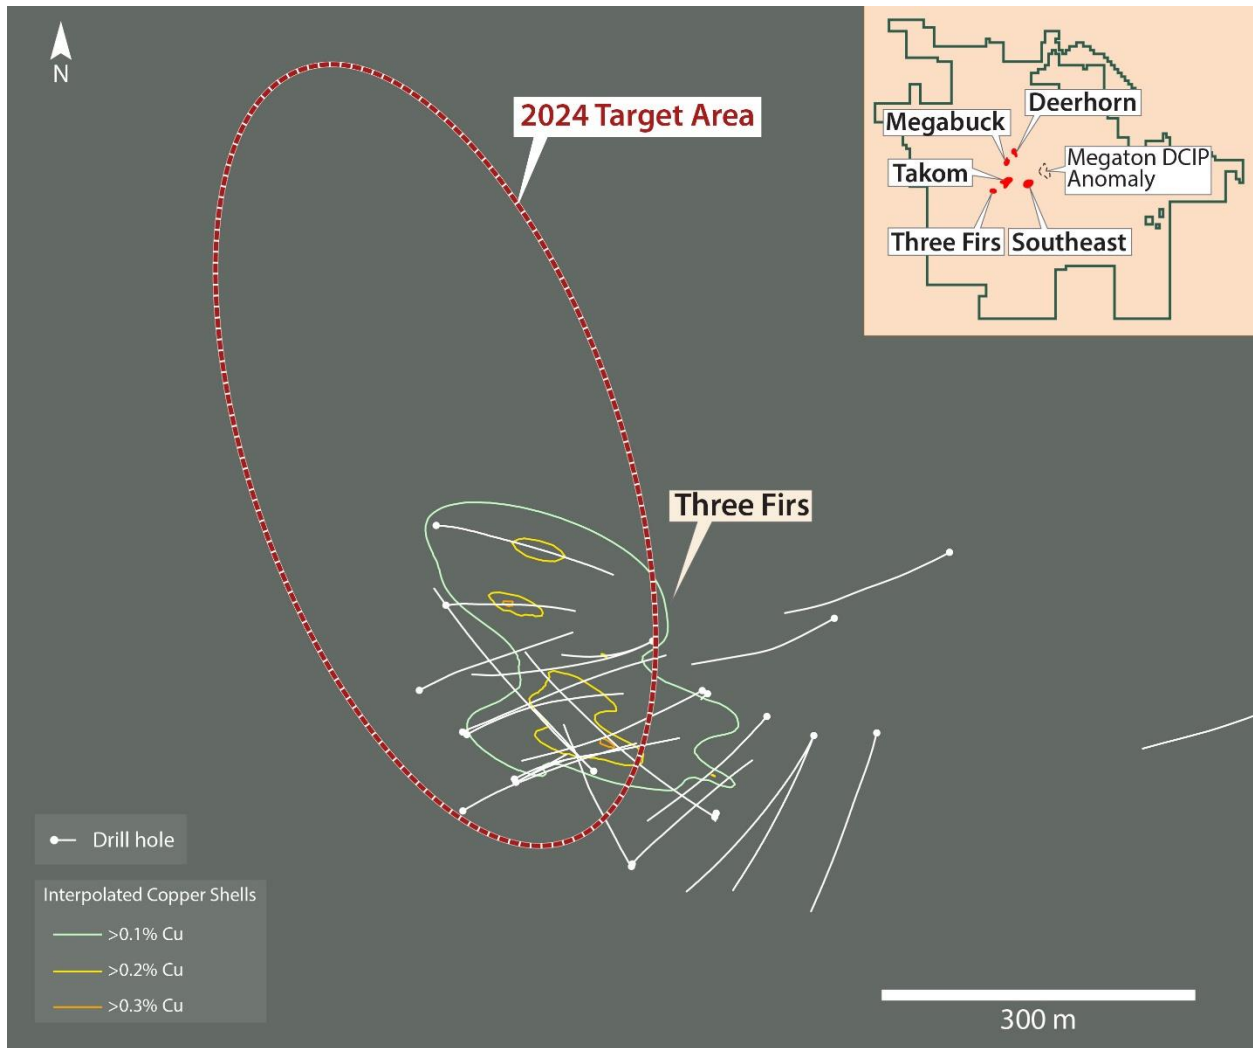 N
2024 Target Area
Deerhorn
Megabuck
Megaton DCIP
Anomaly
Takom
Three Firs
Southeast
Three Firs
Drill hole
Interpolated Copper Shells
>0.1% Cu
>0.2% Cu
>0.3% Cu
300 m